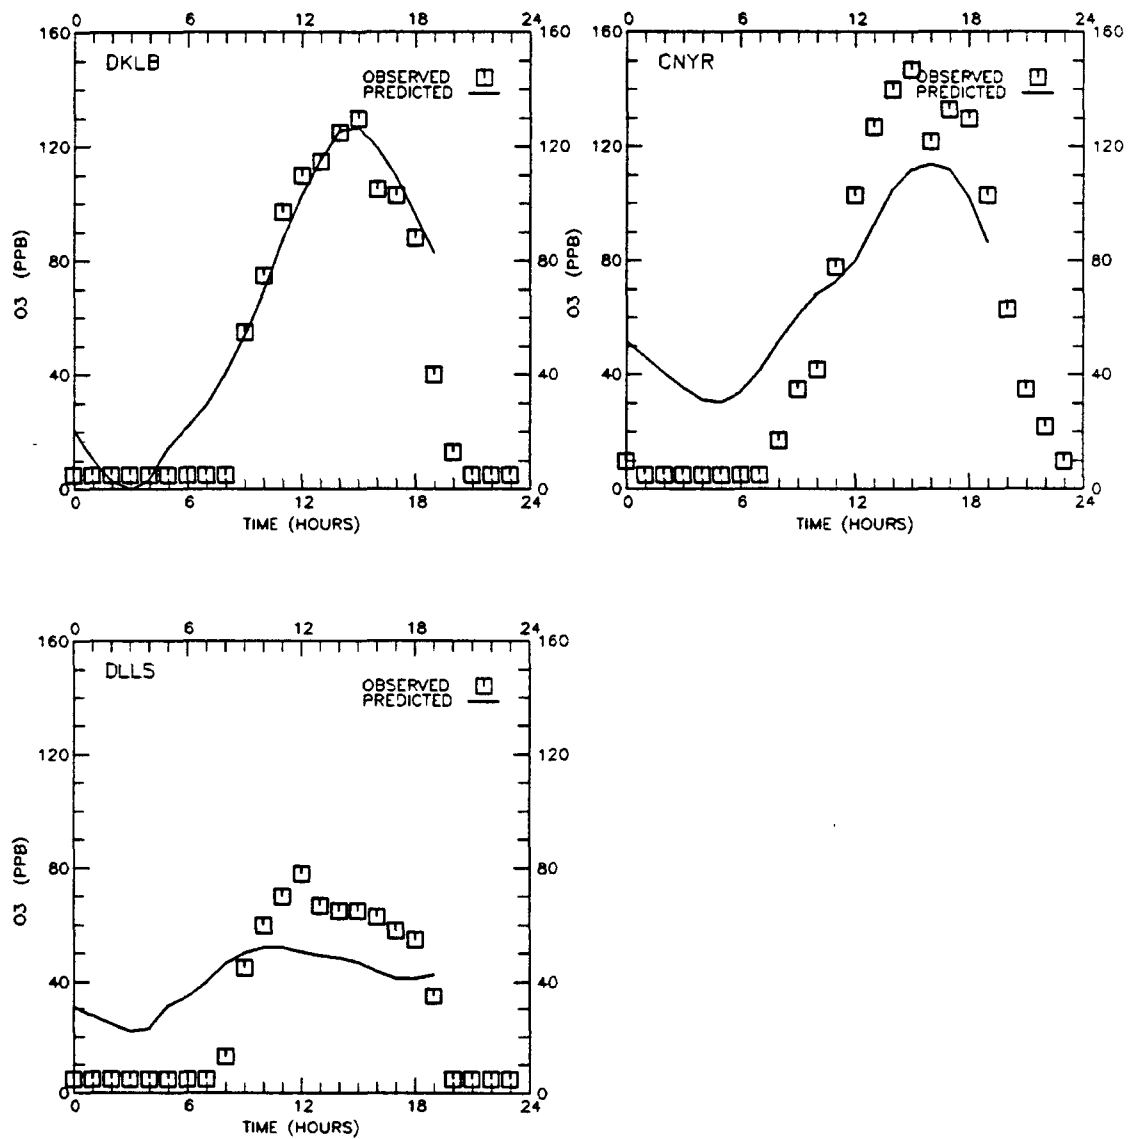 0 6 12 18 24
160 160
DKLB
OBSERVED
PREDICTED
120 120
80 80
40 40
0 0
O3 (PPB)
0 6 12 18 24
TIME (HOURS)
0 6 12 18 24
160 160
CNYR
OBSERVED
PREDICTED
120 120
80 80
40 40
0 0
O3 (PPB)
0 6 12 18 24
TIME (HOURS)
0 6 12 18 24
160 160
DLLS
OBSERVED
PREDICTED
120 120
80 80
40 40
0 0
O3 (PPB)
0 6 12 18 24
TIME (HOURS)